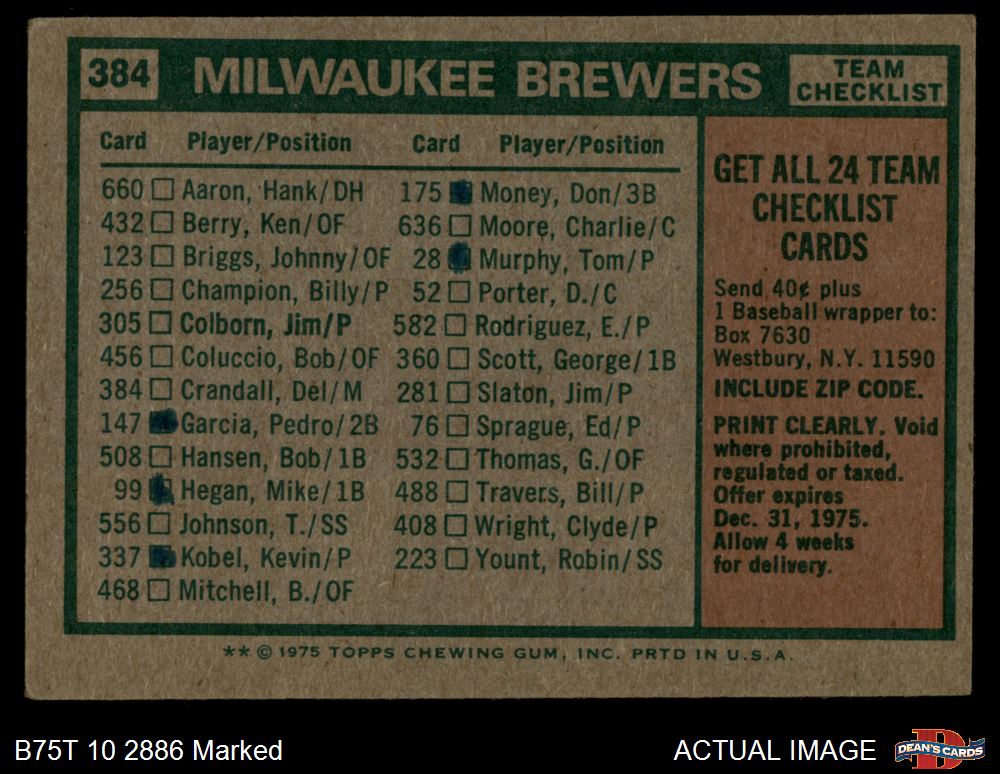 384 MILWAUKEE BREWERS TEAM CHECKLIST
Card Player/Position Card Player/Position
660 Aaron, Hank/DH
432 Berry, Ken/OF
123 Briggs, Johnny/OF
256 Champion, Billy/P
305 Colborn, Jim/P
456 Coluccio, Bob/OF
384 Crandall, Del/M
147 Garcia, Pedro/2B
508 Hansen, Bob/1B
99 Hegan, Mike/1B
556 Johnson, T./SS
337 Kobel, Kevin/P
468 Mitchell, B./OF
175 Money, Don/3B
636 Moore, Charlie/C
28 Murphy, Tom/P
52 Porter, D./C
582 Rodriguez, E./P
360 Scott, George/1B
281 Slaton, Jim/P
76 Sprague, Ed/P
532 Thomas, G./OF
488 Travers, Bill/P
408 Wright, Clyde/P
223 Yount, Robin/SS
GET ALL 24 TEAM
CHECKLIST
CARDS
Send 40¢ plus
1 Baseball wrapper to:
Box 7630
Westbury, N.Y. 11590
INCLUDE ZIP CODE.
PRINT CLEARLY. Void
where prohibited,
regulated or taxed.
Offer expires
Dec. 31, 1975.
Allow 4 weeks
for delivery.
** © 1975 TOPPS CHEWING GUM, INC. PRTD IN U.S.A.
B75T 10 2886 Marked
ACTUAL IMAGE
DEAN'S CARDS